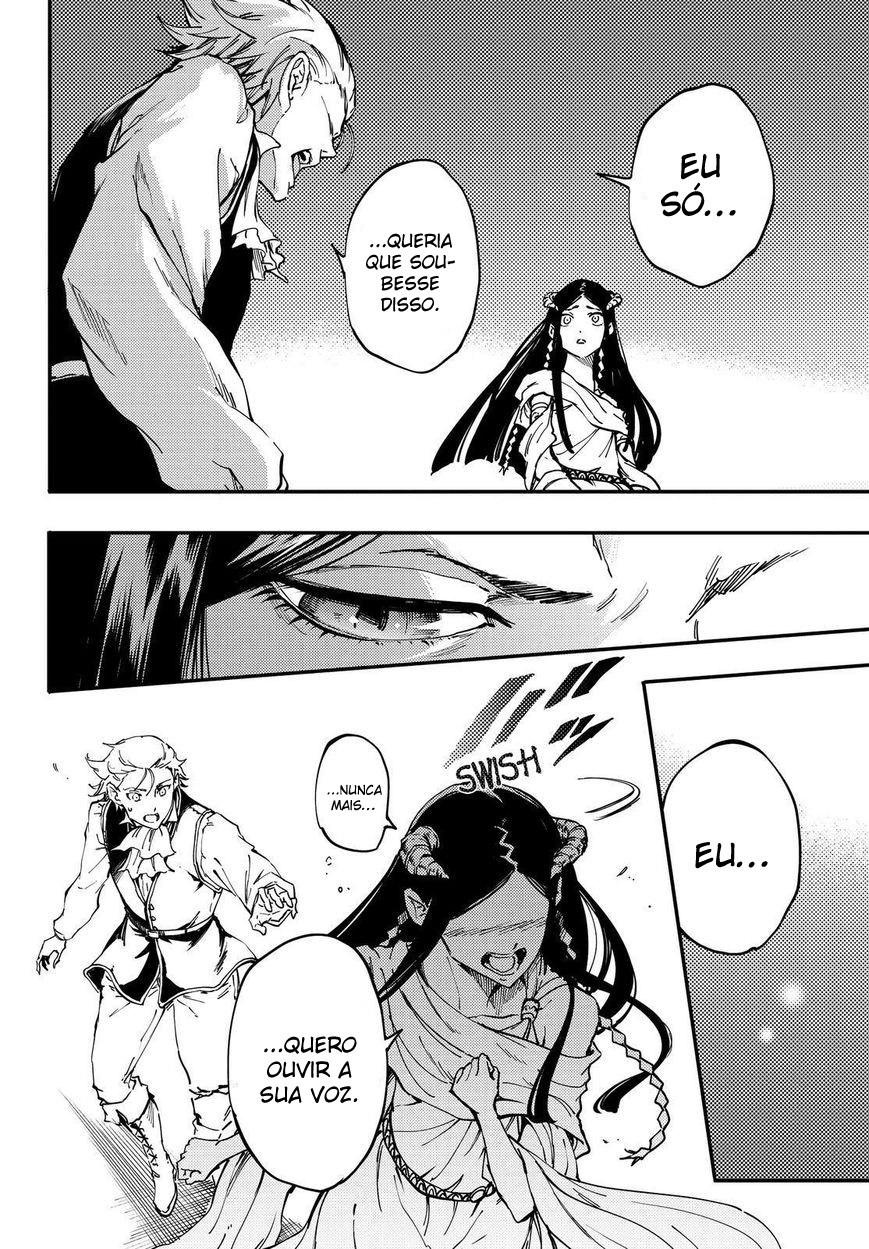 EU
SÓ...
...QUERIA
QUE SOU-
BESSE
DISSO.
EU...
SWISH
...NUNCA
MAIS...
...QUERO
OUVIR A
SUA VOZ.